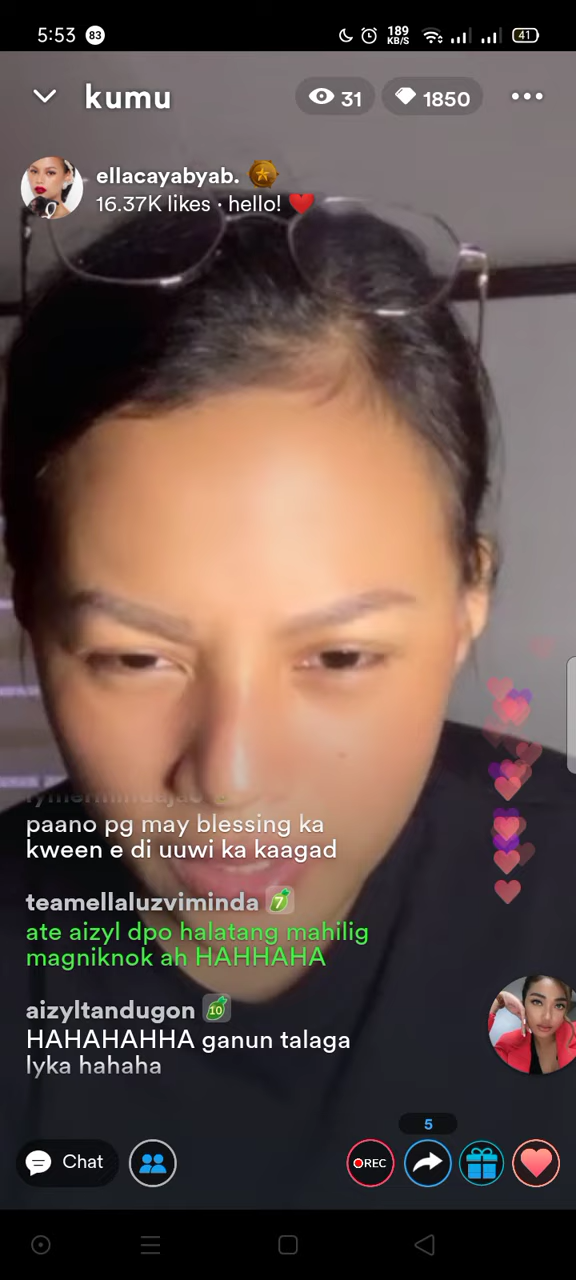 5:53 83 189 KB/S 41
kumu 31 1850
ellacayabyab.
16.37K likes · hello! ❤️
paano pg may blessing ka
kween e di uuwi ka kaagad
teamellaluzviminda 7
ate aizyl dpo halatang mahilig
magniknok ah HAHHAHA
aizyltandugon 10
HAHAHAHHA ganun talaga
lyka hahaha
5
Chat REC